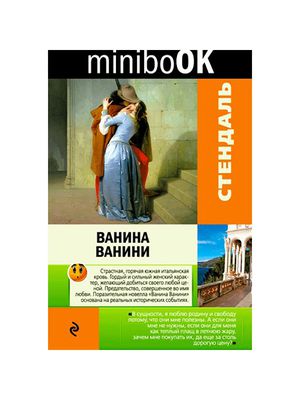 minibooK
СТЕНДАЛЬ
ВАНИНА
ВАНИНИ
Страстная, горячая южная итальянская
кровь. Гордый и сильный женский харак-
тер, желающий добиться своего любой це-
ной. Предательство, совершенное во имя
любви. Поразительная новелла «Ванина Ванини»
основана на реальных исторических событиях.
«В сущности, я люблю родину и свободу
потому, что они мне полезны. А если они
мне не нужны, если они для меня
как теплый плащ в летнюю жару,
зачем мне покупать их, да еще за столь
дорогую цену?»